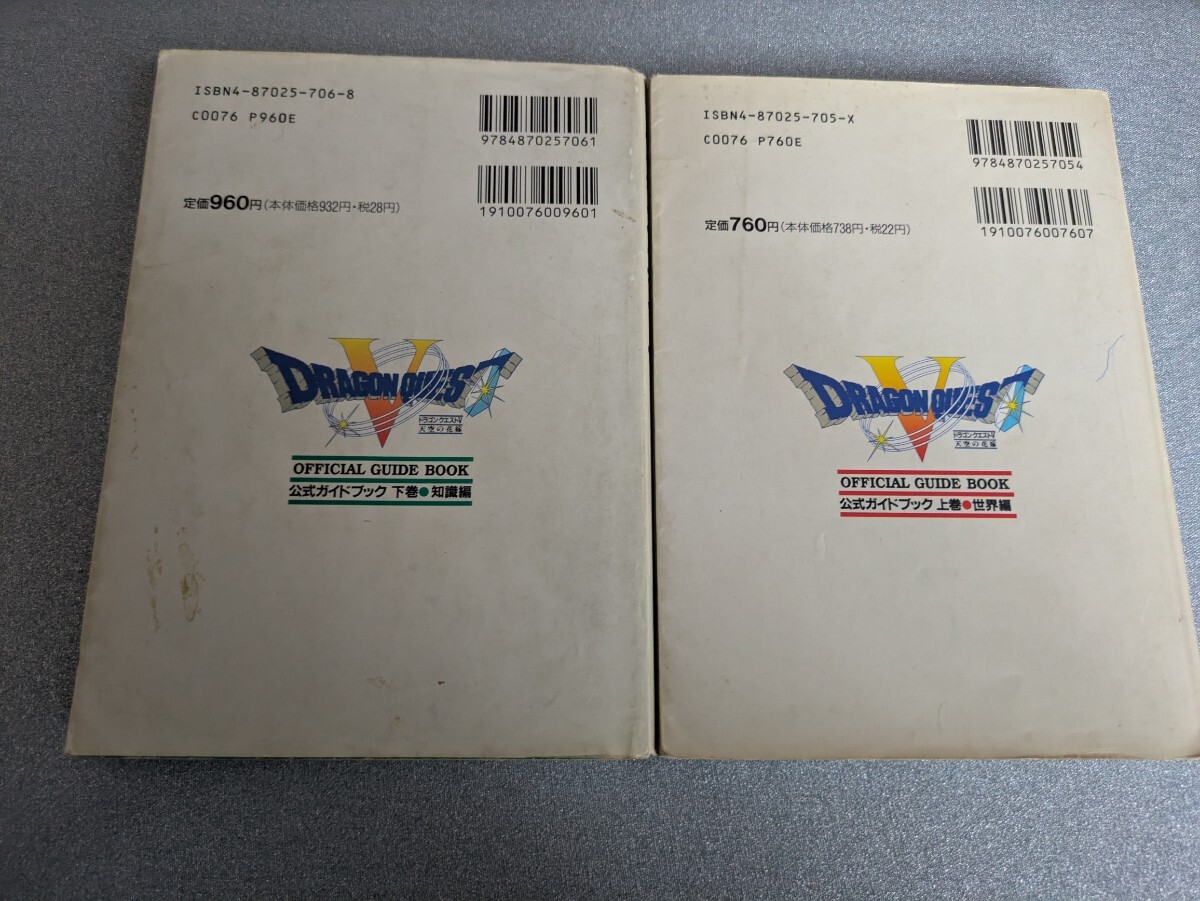 ISBN4-87025-706-8
C0076 P960E
9784870257061
1910076009601
定価960円(本体価格932円・税28円)
DRAGON QUEST
V
ドラゴンクエストV
天空の花嫁
OFFICIAL GUIDE BOOK
公式ガイドブック 下巻●知識編
ISBN4-87025-705-X
C0076 P760E
9784870257054
1910076007607
定価760円(本体価格738円・税22円)
DRAGON QUEST
V
ドラゴンクエストV
天空の花嫁
OFFICIAL GUIDE BOOK
公式ガイドブック 上巻●世界編